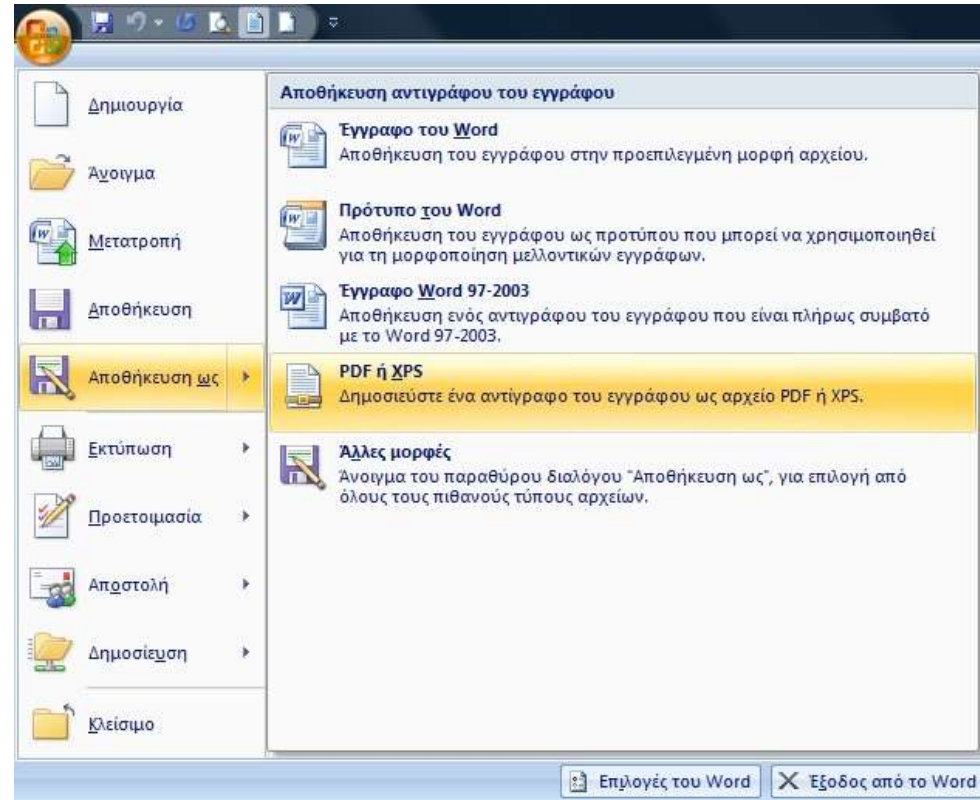 Δημιουργία
Άνοιγμα
Μετατροπή
Αποθήκευση
Αποθήκευση ως
Εκτύπωση
Προετοιμασία
Αποστολή
Δημοσίευση
Κλείσιμο
Αποθήκευση αντιγράφου του εγγράφου
Έγγραφο του Word
Αποθήκευση του εγγράφου στην προεπιλεγμένη μορφή αρχείου.
Πρότυπο του Word
Αποθήκευση του εγγράφου ως προτύπου που μπορεί να χρησιμοποιηθεί
για τη μορφοποίηση μελλοντικών εγγράφων.
Έγγραφο Word 97-2003
Αποθήκευση ενός αντιγράφου του εγγράφου που είναι πλήρως συμβατό
με το Word 97-2003.
PDF ή XPS
Δημοσιεύστε ένα αντίγραφο του εγγράφου ως αρχείο PDF ή XPS.
Άλλες μορφές
Άνοιγμα του παραθύρου διαλόγου "Αποθήκευση ως", για επιλογή από
όλους τους πιθανούς τύπους αρχείων.
Επιλογές του Word
Έξοδος από το Word